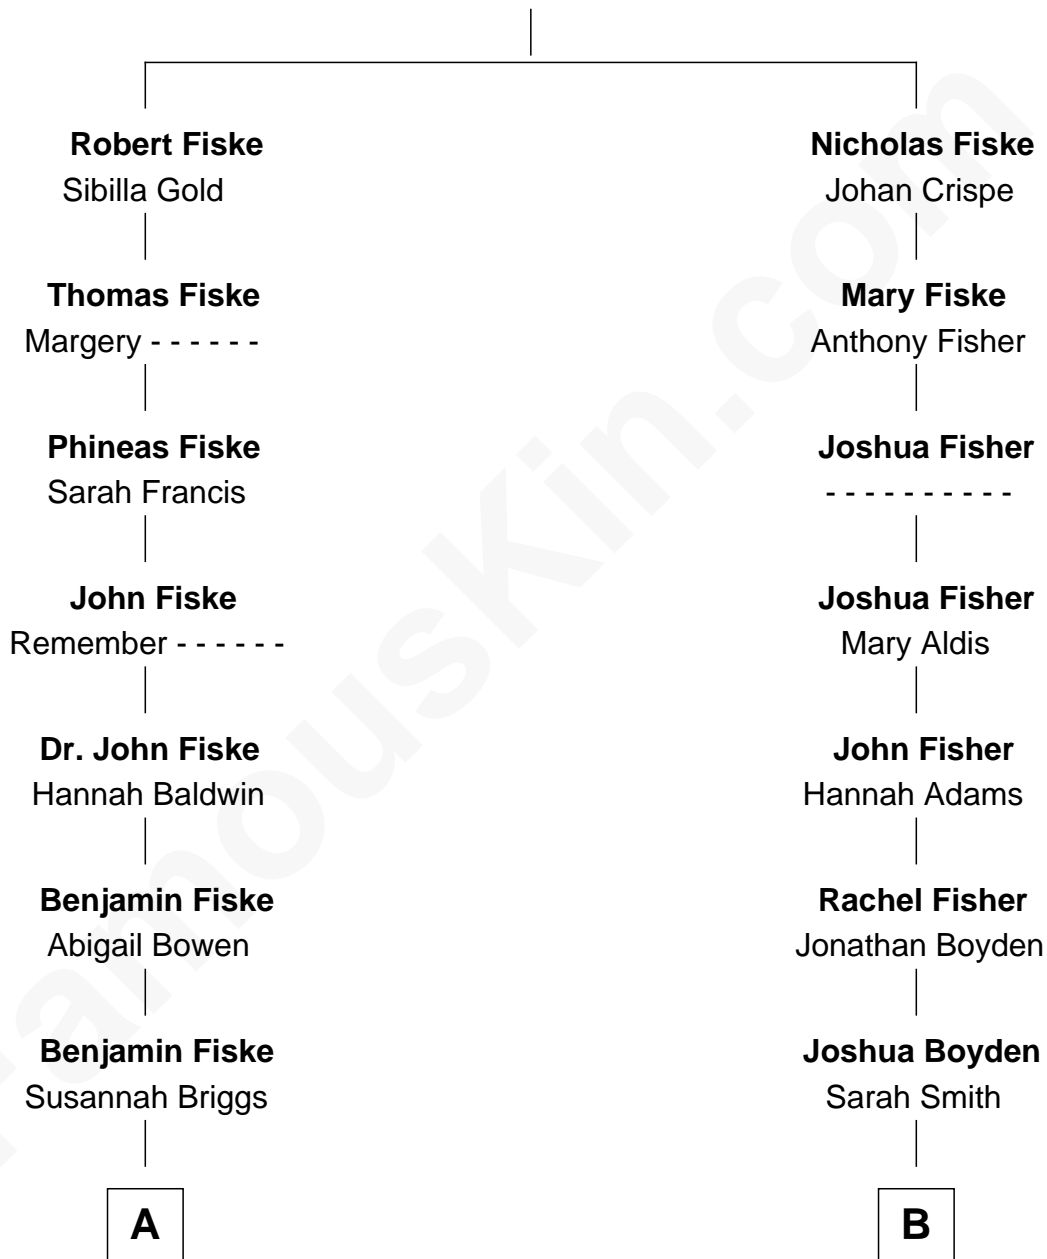 Robert Fiske
Sibilla Gold
Nicholas Fiske
Johan Crispe
Thomas Fiske
Margery - - - - - -
Mary Fiske
Anthony Fisher
Phineas Fiske
Sarah Francis
Joshua Fisher
- - - - - - - - - -
John Fiske
Remember - - - - - -
Joshua Fisher
Mary Aldis
Dr. John Fiske
Hannah Baldwin
John Fisher
Hannah Adams
Benjamin Fiske
Abigail Bowen
Rachel Fisher
Jonathan Boyden
Benjamin Fiske
Susannah Briggs
Joshua Boyden
Sarah Smith
A
B
FamousKin.com